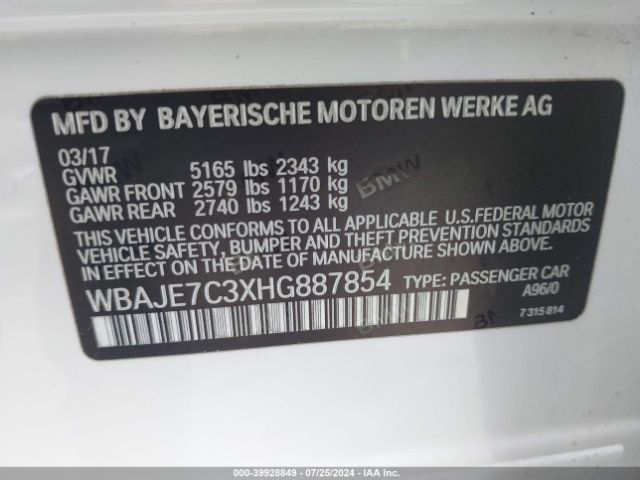 MFD BY BAYERISCHE MOTOREN WERKE AG
03/17
GVWR 5165 lbs 2343 kg
GAWR FRONT 2579 lbs 1170 kg
GAWR REAR 2740 lbs 1243 kg
THIS VEHICLE CONFORMS TO ALL APPLICABLE U.S.FEDERAL MOTOR
VEHICLE SAFETY, BUMPER AND THEFT PREVENTION STANDARDS
IN EFFECT ON THE DATE OF MANUFACTURE SHOWN ABOVE.
WBAJE7C3XHG887854 TYPE: PASSENGER CAR
A96/0
7 315 814
BMW
000-39928849 - 07/25/2024 - IAAI.COM